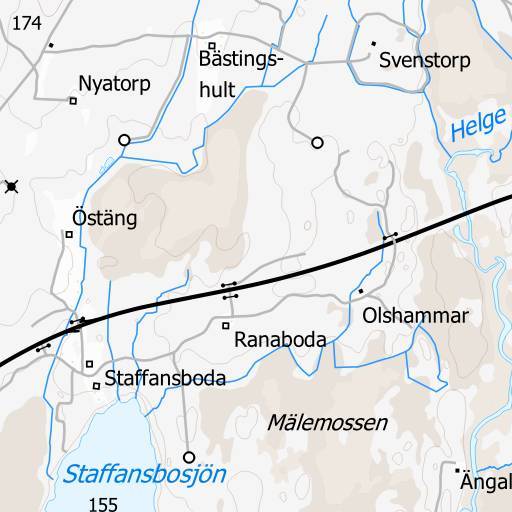 174
Bästings-
hult
Svenstorp
Nyatorp
Helge
Östäng
Olshammar
Ranaboda
Staffansboda
Mälemossen
Staffansbosjön
Ängal
155